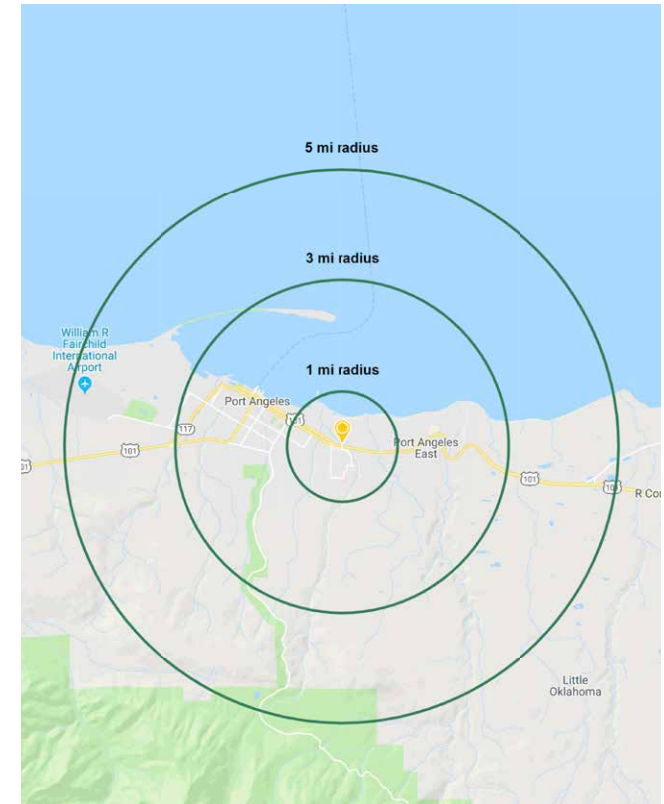 5 mi radius
3 mi radius
William R
Fairchild
International
Airport
1 mi radius
Port Angeles
101
117
101
Port Angeles
East
101
101
R Cor
Little
Oklahoma